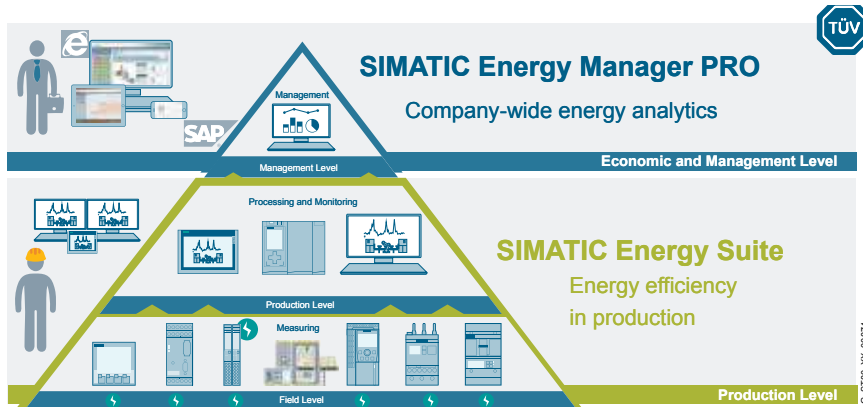 TÜV
SIMATIC Energy Manager PRO
Company-wide energy analytics
Management
SAP
Economic and Management Level
Management Level
Processing and Monitoring
SIMATIC Energy Suite
Energy efficiency
in production
Production Level
Measuring
Production Level
Field Level